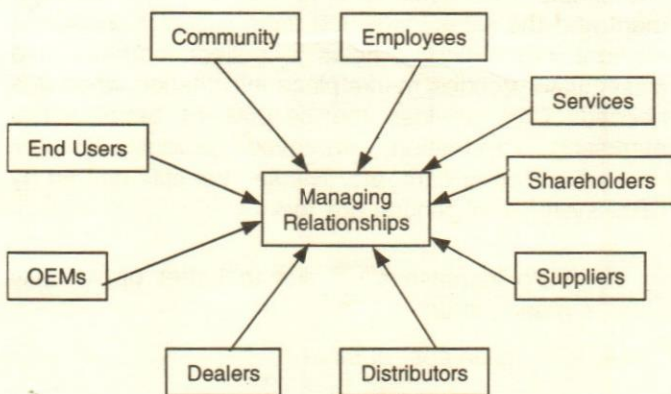 Community
Employees
Services
End Users
Shareholders
Managing
Relationships
OEMs
Suppliers
Dealers
Distributors